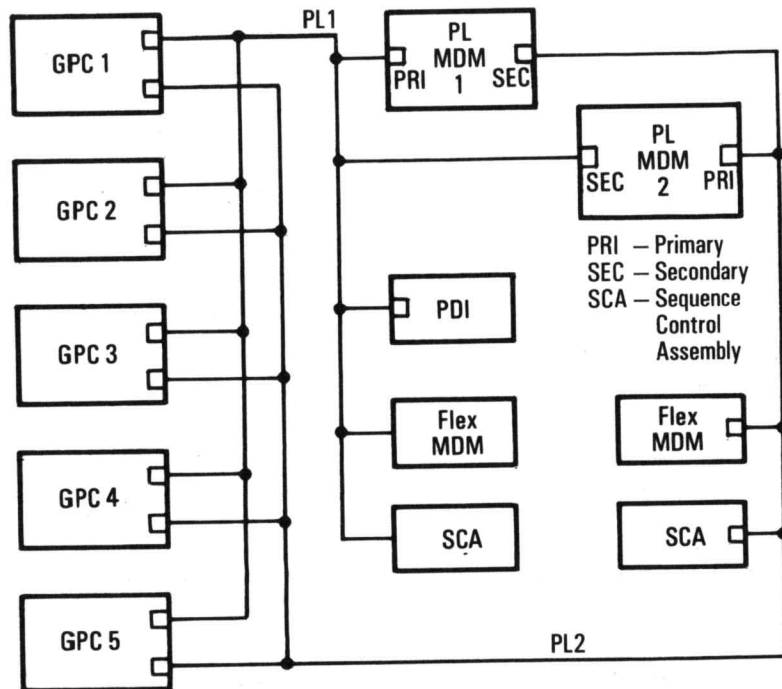 PL1
GPC 1
PL
MDM
1
PRI
SEC
GPC 2
PL
MDM
2
SEC
PRI
PRI – Primary
SEC – Secondary
SCA – Sequence
Control
Assembly
GPC 3
PDI
GPC 4
Flex
MDM
Flex
MDM
SCA
SCA
GPC 5
PL2